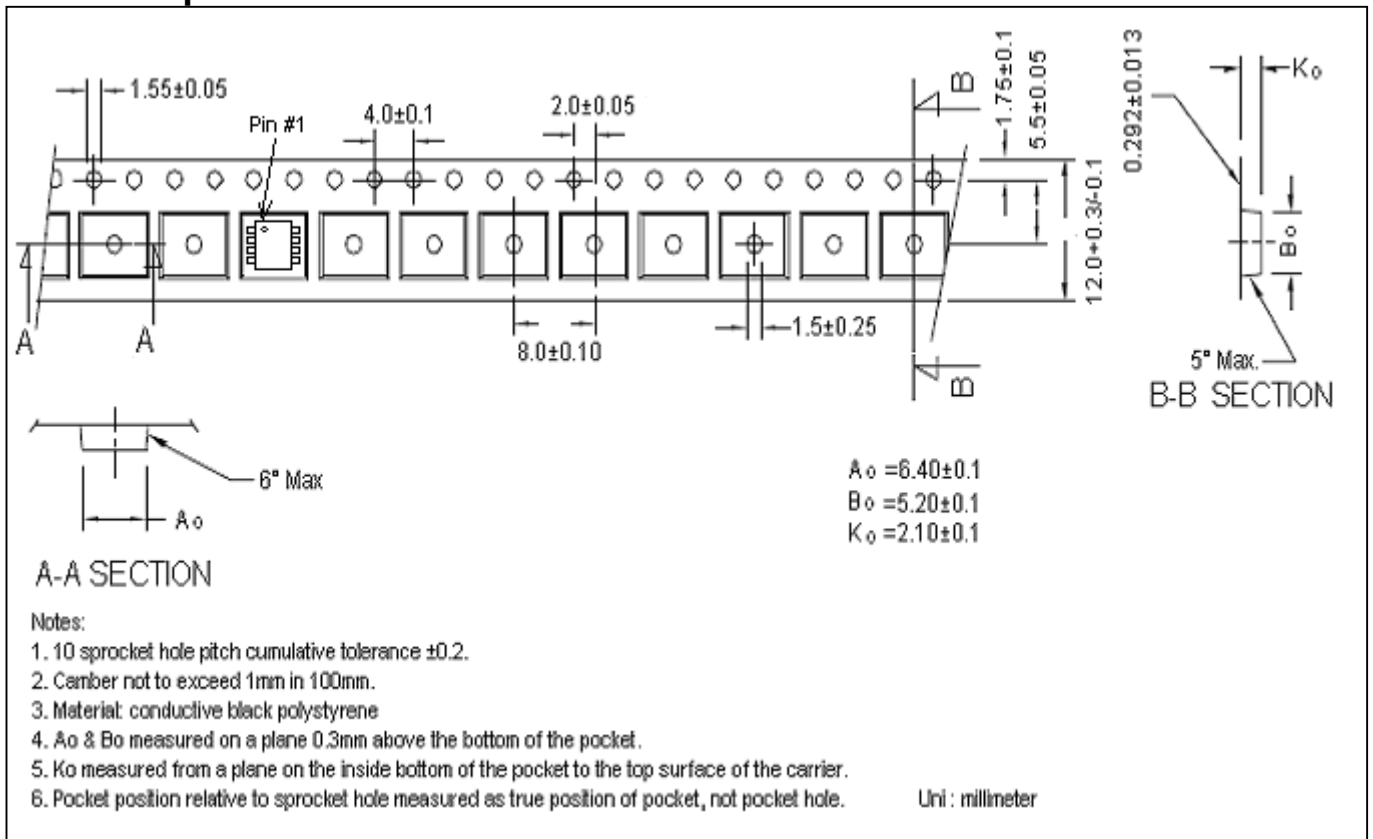 1.55±0.05
Pin #1
4.0±0.1
2.0±0.05
B
1.75±0.1
5.5±0.05
12.0+0.3/-0.1
0.292±0.013
Ko
Bo
5° Max.
B-B SECTION
A
A
8.0±0.10
1.5±0.25
B
6° Max
Ao
A-A SECTION
Ao =6.40±0.1
Bo =5.20±0.1
Ko =2.10±0.1
Notes:
1. 10 sprocket hole pitch cumulative tolerance ±0.2.
2. Camber not to exceed 1mm in 100mm.
3. Material: conductive black polystyrene
4. Ao & Bo measured on a plane 0.3mm above the bottom of the pocket.
5. Ko measured from a plane on the inside bottom of the pocket to the top surface of the carrier.
6. Pocket position relative to sprocket hole measured as true position of pocket, not pocket hole.
Uni : millimeter